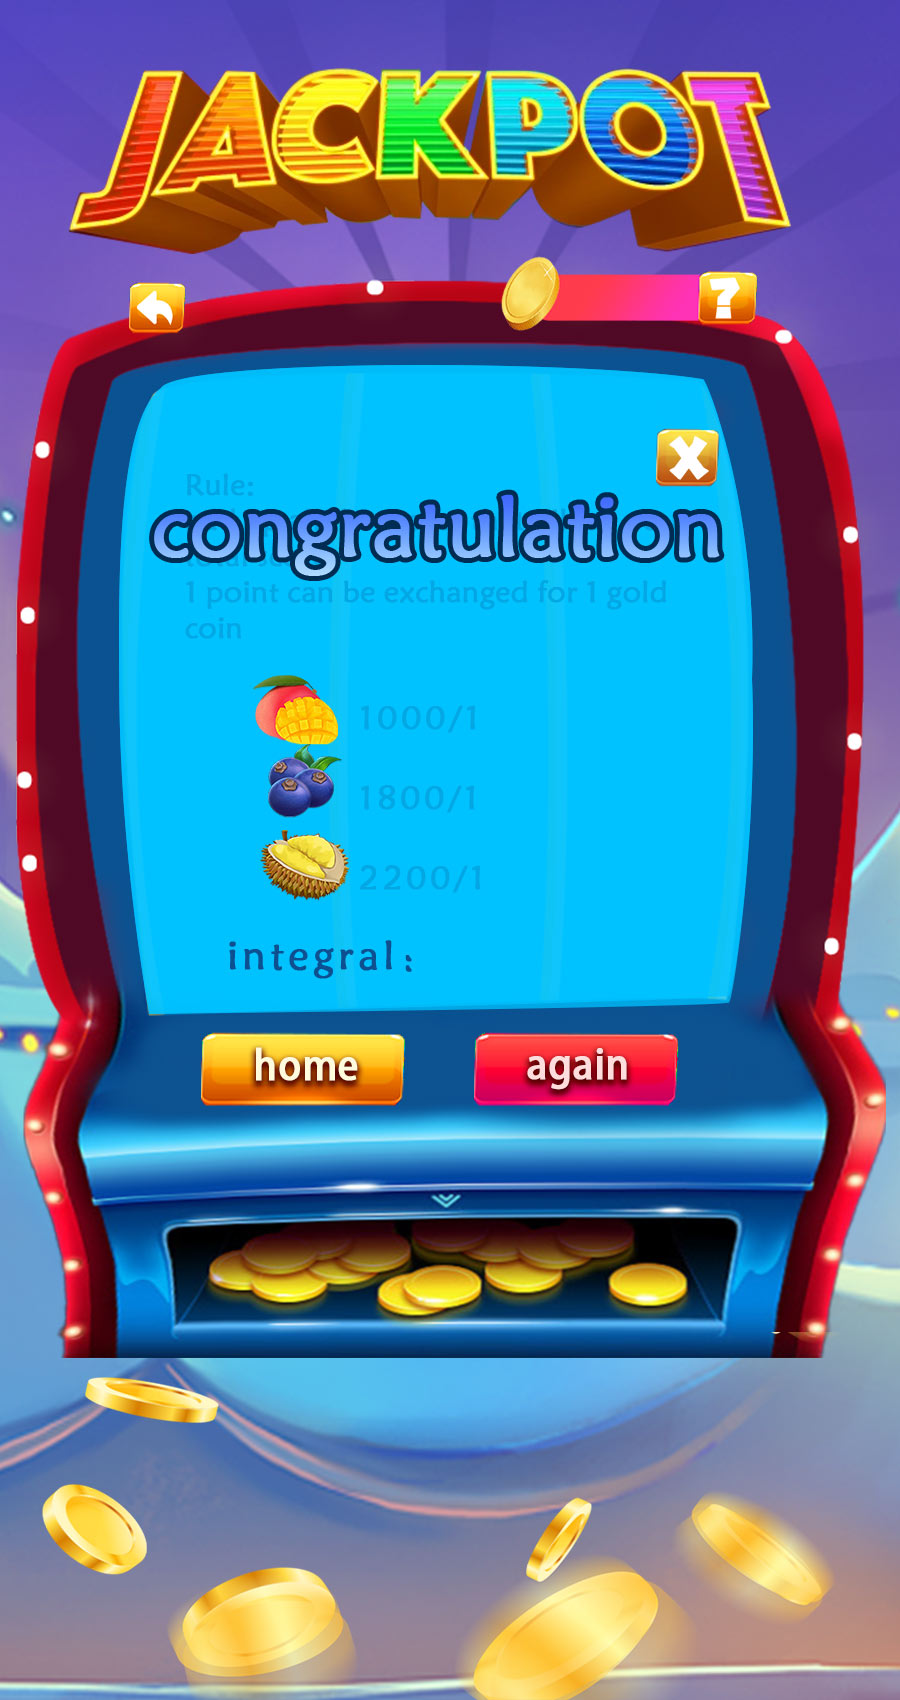 JACKPOT
?
X
Rule:
congratulation
1 point can be exchanged for 1 gold
coin
1000/1
1800/1
2200/1
integral:
home
again